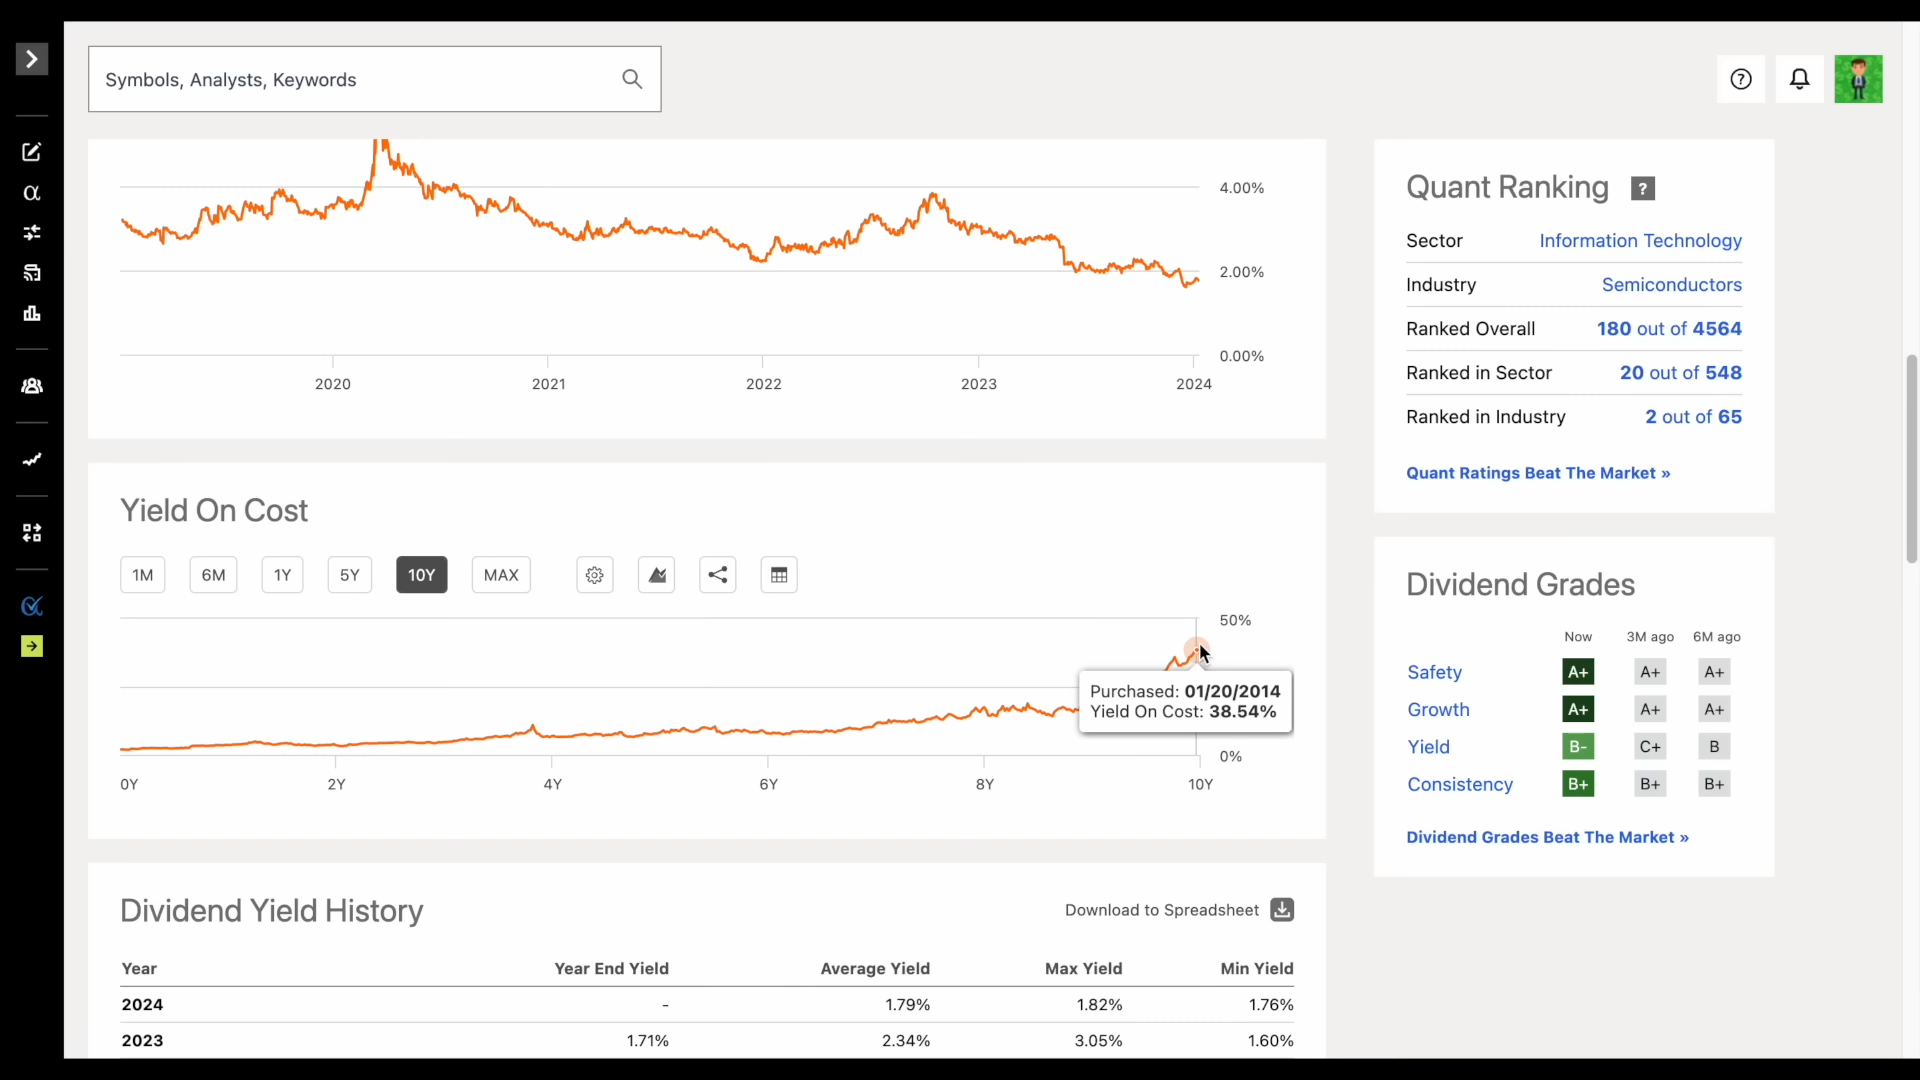 Symbols, Analysts, Keywords
4.00%
2.00%
0.00%
2020 2021 2022 2023 2024
Yield On Cost
1M 6M 1Y 5Y 10Y MAX
50%
Purchased: 01/20/2014
Yield On Cost: 38.54%
0%
0Y 2Y 4Y 6Y 8Y 10Y
Dividend Yield History
Download to Spreadsheet
Year Year End Yield Average Yield Max Yield Min Yield
2024 - 1.79% 1.82% 1.76%
2023 1.71% 2.34% 3.05% 1.60%
Quant Ranking ?
Sector Information Technology
Industry Semiconductors
Ranked Overall 180 out of 4564
Ranked in Sector 20 out of 548
Ranked in Industry 2 out of 65
Quant Ratings Beat The Market »
Dividend Grades
Now 3M ago 6M ago
Safety A+ A+ A+
Growth A+ A+ A+
Yield B- C+ B
Consistency B+ B+ B+
Dividend Grades Beat The Market »